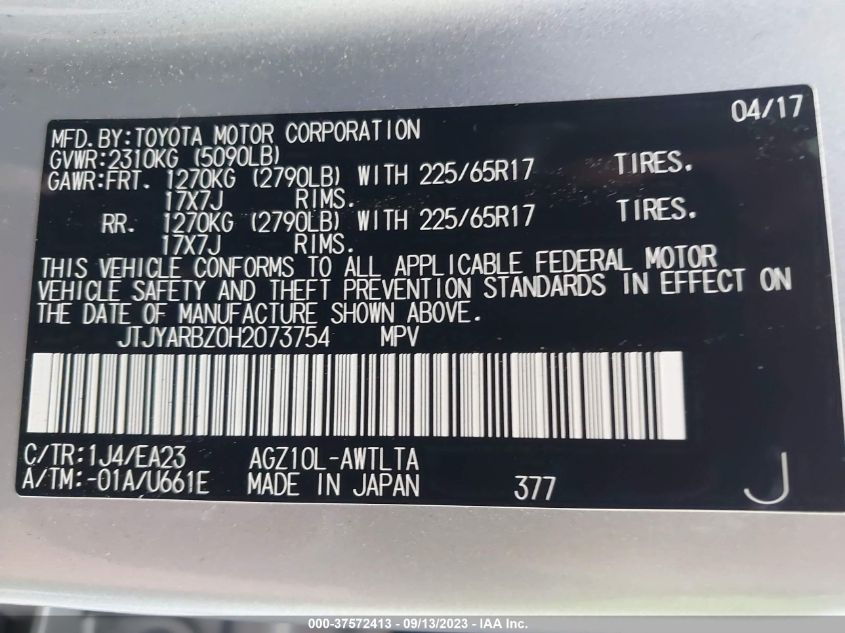 04/17
MFD.BY:TOYOTA MOTOR CORPORATION
GVWR:2310KG (5090LB)
GAWR:FRT. 1270KG (2790LB) WITH 225/65R17 TIRES.
17X7J RIMS.
RR. 1270KG (2790LB) WITH 225/65R17 TIRES.
17X7J RIMS.
THIS VEHICLE CONFORMS TO ALL APPLICABLE FEDERAL MOTOR
VEHICLE SAFETY AND THEFT PREVENTION STANDARDS IN EFFECT ON
THE DATE OF MANUFACTURE SHOWN ABOVE.
JTJYARBZ0H2073754 MPV
C/TR:1J4/EA23 AGZ10L-AWTLTA
A/TM:-01A/U661E MADE IN JAPAN 377 J
000-37572413 - 09/13/2023 - IAA Inc.